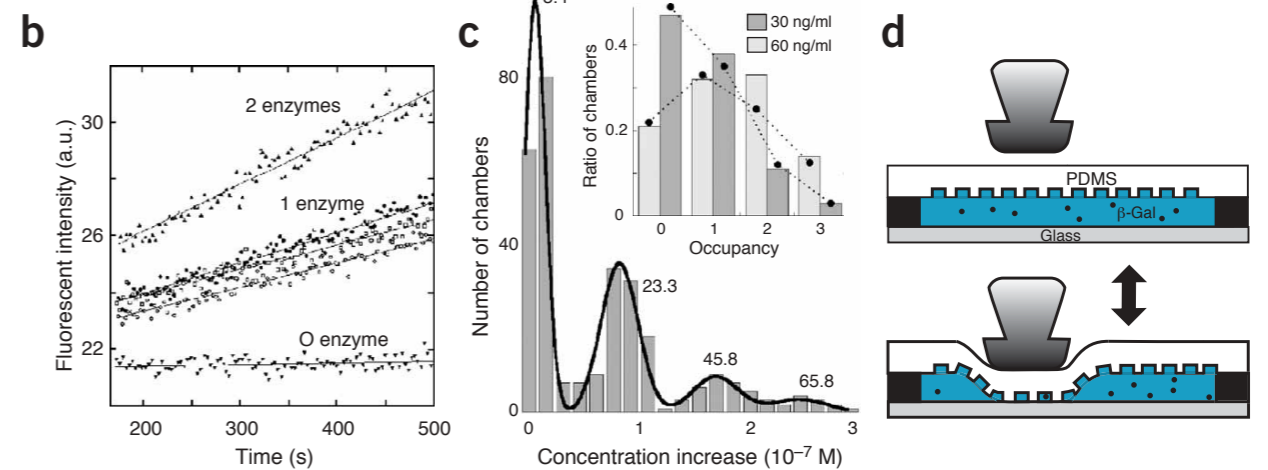 b
Fluorescent intensity (a.u.)
30
26
22
2 enzymes
1 enzyme
O enzyme
200
300
400
500
Time (s)
c
Number of chambers
80
40
0
23.3
45.8
65.8
0
1
2
3
Concentration increase (10⁻⁷ M)
Ratio of chambers
0.4
0.2
0
30 ng/ml
60 ng/ml
0
1
2
3
Occupancy
d
PDMS
β-Gal
Glass